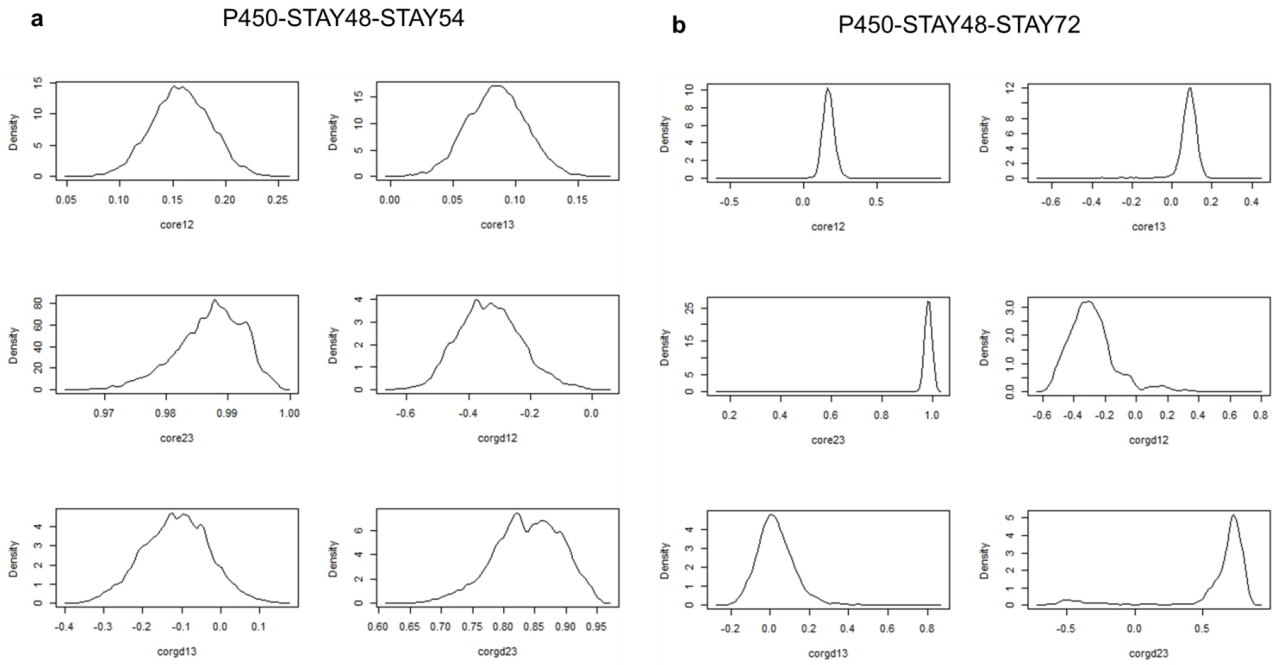 a P450-STAY48-STAY54
Density
15
10
5
0
0.05 0.10 0.15 0.20 0.25
core12
Density
15
10
5
0
0.00 0.05 0.10 0.15
core13
Density
80
60
40
20
0
0.97 0.98 0.99 1.00
core23
Density
4
3
2
1
0
-0.6 -0.4 -0.2 0.0
corgd12
Density
4
3
2
1
0
-0.4 -0.3 -0.2 -0.1 0.0 0.1
corgd13
Density
6
4
2
0
0.60 0.65 0.70 0.75 0.80 0.85 0.90 0.95
corgd23
b P450-STAY48-STAY72
Density
10
8
6
4
2
0
-0.5 0.0 0.5
core12
Density
12
8
6
4
2
0
-0.6 -0.4 -0.2 0.0 0.2 0.4
core13
Density
25
15
5
0
0.2 0.4 0.6 0.8 1.0
core23
Density
3.0
2.0
1.0
0.0
-0.6 -0.4 -0.2 0.0 0.2 0.4 0.6 0.8
corgd12
Density
4
3
2
1
0
-0.2 0.0 0.2 0.4 0.6 0.8
corgd13
Density
5
4
3
2
1
0
-0.5 0.0 0.5
corgd23